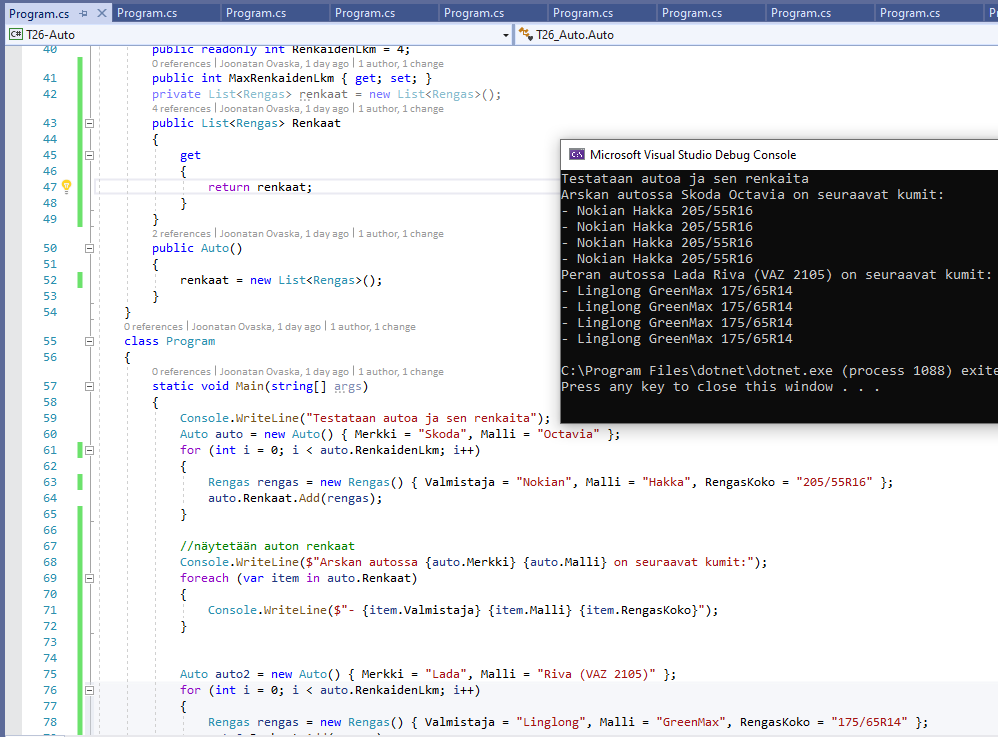 Program.cs Program.cs Program.cs Program.cs Program.cs Program.cs Program.cs Program.cs Program.cs
C# T26-Auto T26_Auto.Auto
40 public readonly int RenkaidenLkm = 4;
0 references | Joonatan Ovaska, 1 day ago | 1 author, 1 change
41 public int MaxRenkaidenLkm { get; set; }
42 private List<Rengas> renkaat = new List<Rengas>();
4 references | Joonatan Ovaska, 1 day ago | 1 author, 1 change
43 public List<Rengas> Renkaat
44 {
45 get
46 {
47 return renkaat;
48 }
49 }
2 references | Joonatan Ovaska, 1 day ago | 1 author, 1 change
50 public Auto()
51 {
52 renkaat = new List<Rengas>();
53 }
54 }
0 references | Joonatan Ovaska, 1 day ago | 1 author, 1 change
55 class Program
56 {
0 references | Joonatan Ovaska, 1 day ago | 1 author, 1 change
57 static void Main(string[] args)
58 {
59 Console.WriteLine("Testataan autoa ja sen renkaita");
60 Auto auto = new Auto() { Merkki = "Skoda", Malli = "Octavia" };
61 for (int i = 0; i < auto.RenkaidenLkm; i++)
62 {
63 Rengas rengas = new Rengas() { Valmistaja = "Nokian", Malli = "Hakka", RengasKoko = "205/55R16" };
64 auto.Renkaat.Add(rengas);
65 }
66
67 //näytetään auton renkaat
68 Console.WriteLine($"Arskan autossa {auto.Merkki} {auto.Malli} on seuraavat kumit:");
69 foreach (var item in auto.Renkaat)
70 {
71 Console.WriteLine($"- {item.Valmistaja} {item.Malli} {item.RengasKoko}");
72 }
73
74
75 Auto auto2 = new Auto() { Merkki = "Lada", Malli = "Riva (VAZ 2105)" };
76 for (int i = 0; i < auto.RenkaidenLkm; i++)
77 {
78 Rengas rengas = new Rengas() { Valmistaja = "Linglong", Malli = "GreenMax", RengasKoko = "175/65R14" };
Microsoft Visual Studio Debug Console
Testataan autoa ja sen renkaita
Arskan autossa Skoda Octavia on seuraavat kumit:
- Nokian Hakka 205/55R16
- Nokian Hakka 205/55R16
- Nokian Hakka 205/55R16
- Nokian Hakka 205/55R16
Peran autossa Lada Riva (VAZ 2105) on seuraavat kumit:
- Linglong GreenMax 175/65R14
- Linglong GreenMax 175/65R14
- Linglong GreenMax 175/65R14
- Linglong GreenMax 175/65R14
C:\Program Files\dotnet\dotnet.exe (process 1088) exite
Press any key to close this window . . .